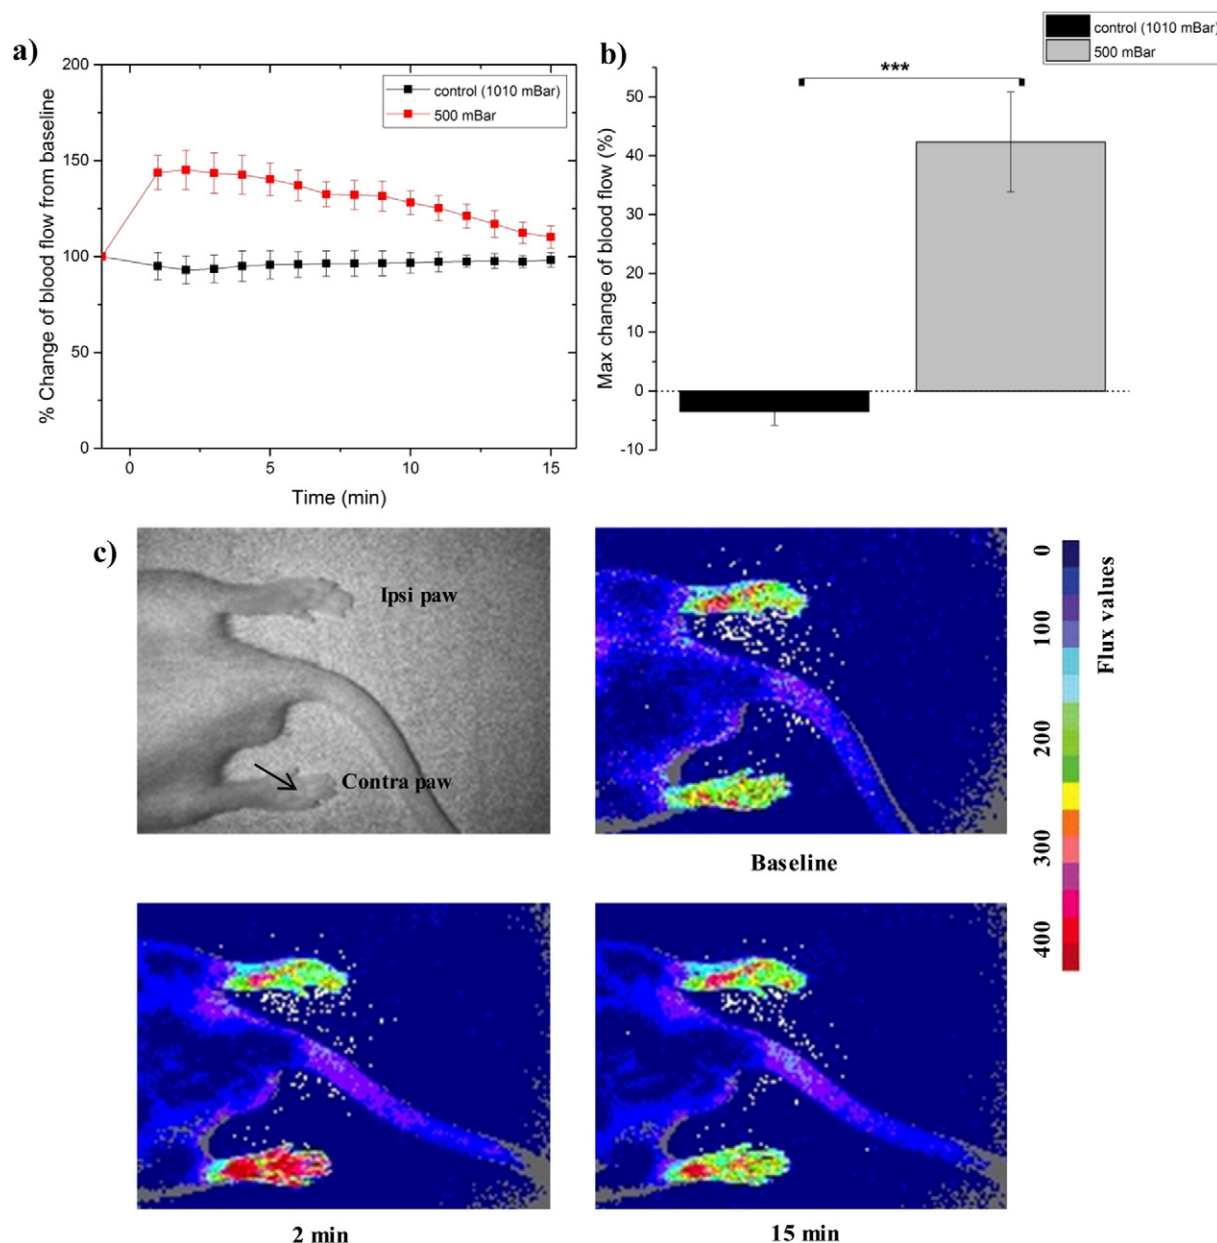 a)
% Change of blood flow from baseline
200
150
100
50
0
control (1010 mBar)
500 mBar
0
5
10
15
Time (min)
b)
control (1010 mBar)
500 mBar
***
Max change of blood flow (%)
50
40
30
20
10
0
-10
c)
Ipsi paw
Contra paw
Baseline
0
100
200
300
400
Flux values
2 min
15 min